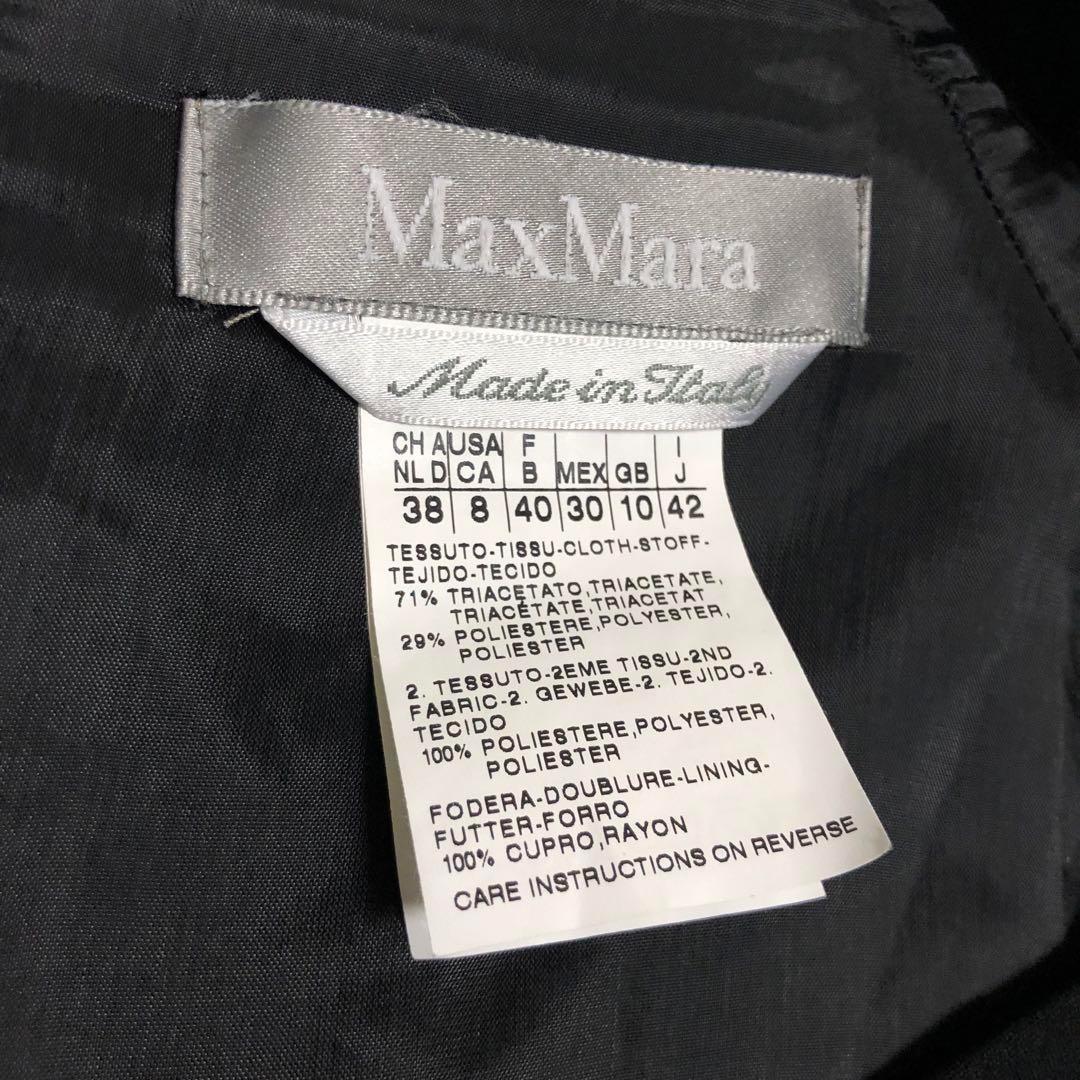 MaxMara
Made in Italy
CH A USA F I
NL D CA B MEX GB J
38 8 40 30 10 42
TESSUTO-TISSU-CLOTH-STOFF-
TEJIDO-TECIDO
71% TRIACETATO,TRIACETATE,
TRIACÉTATE,TRIACETAT
29% POLIESTERE,POLYESTER,
POLIESTER
2. TESSUTO-2EME TISSU-2ND
FABRIC-2. GEWEBE-2. TEJIDO-2.
TECIDO
100% POLIESTERE,POLYESTER,
POLIESTER
FODERA-DOUBLURE-LINING-
FUTTER-FORRO
100% CUPRO,RAYON
CARE INSTRUCTIONS ON REVERSE